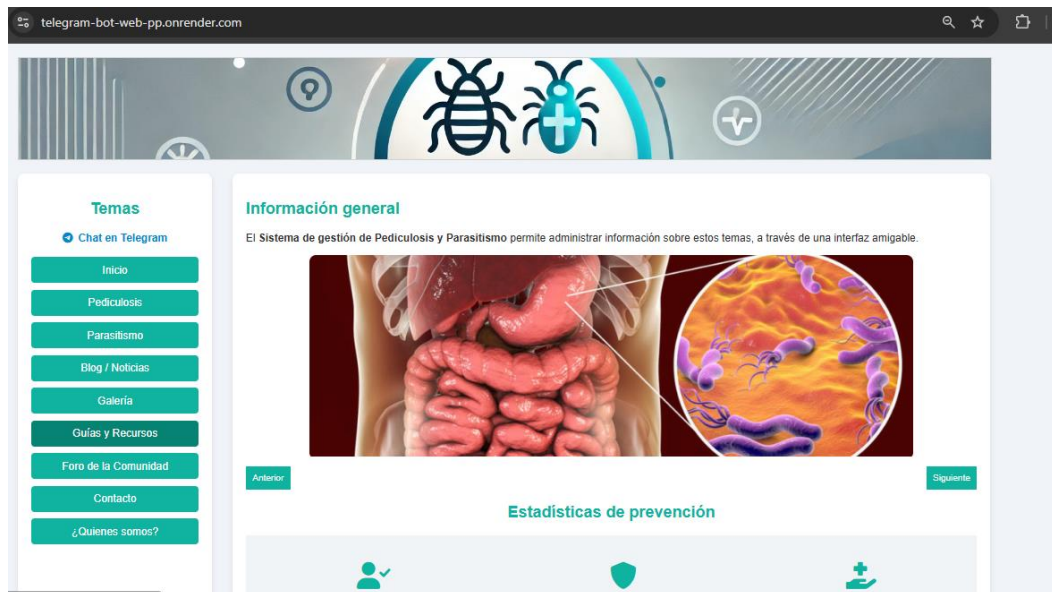 telegram-bot-web-pp.onrender.com
Temas
Chat en Telegram
Inicio
Pediculosis
Parasitismo
Blog / Noticias
Galería
Guías y Recursos
Foro de la Comunidad
Contacto
¿Quienes somos?
Información general
El Sistema de gestión de Pediculosis y Parasitismo permite administrar información sobre estos temas, a través de una interfaz amigable.
Anterior
Siguiente
Estadísticas de prevención